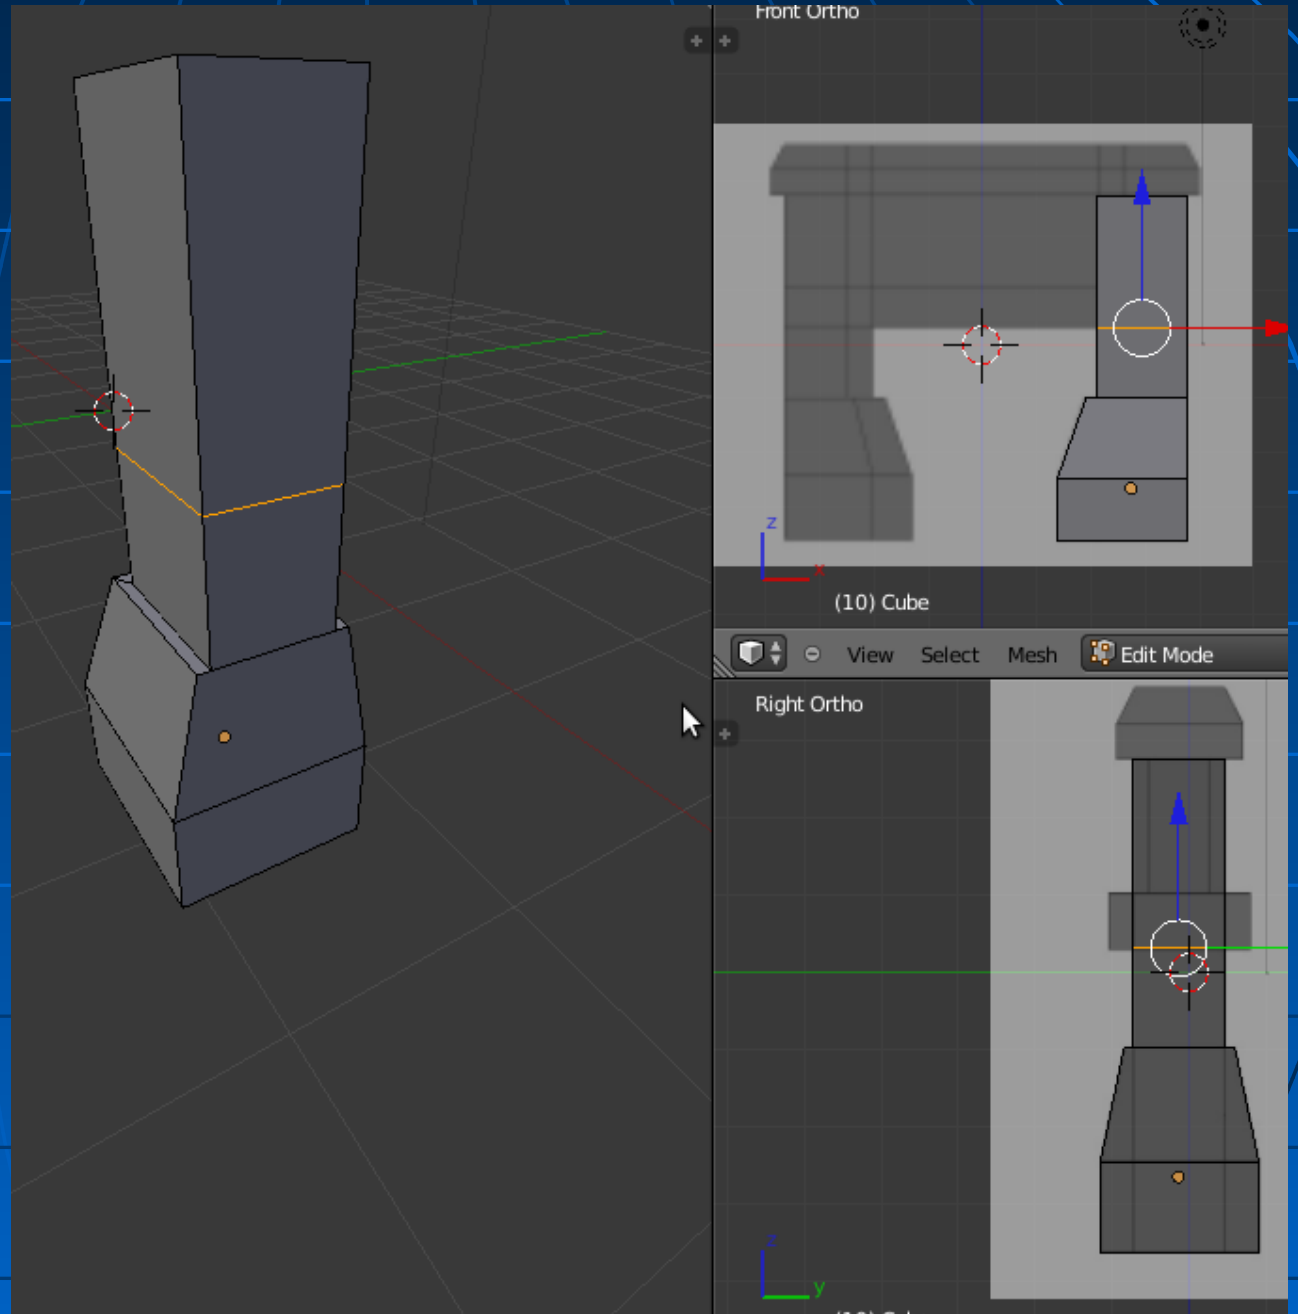 Front Ortho
z
x
(10) Cube
View Select Mesh Edit Mode
Right Ortho
z
y